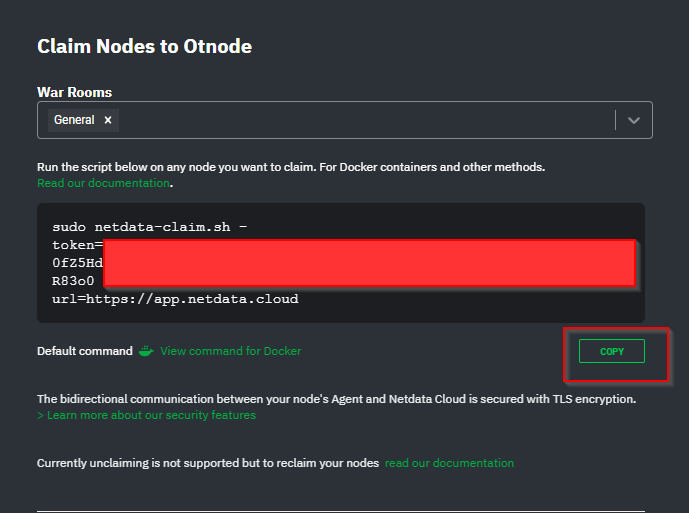 Claim Nodes to Otnode
War Rooms
General ×
Run the script below on any node you want to claim. For Docker containers and other methods.
Read our documentation.
sudo netdata-claim.sh -
token=
0fZ5Hd
R83o0
url=https://app.netdata.cloud
Default command View command for Docker
COPY
The bidirectional communication between your node's Agent and Netdata Cloud is secured with TLS encryption.
> Learn more about our security features
Currently unclaiming is not supported but to reclaim your nodes read our documentation